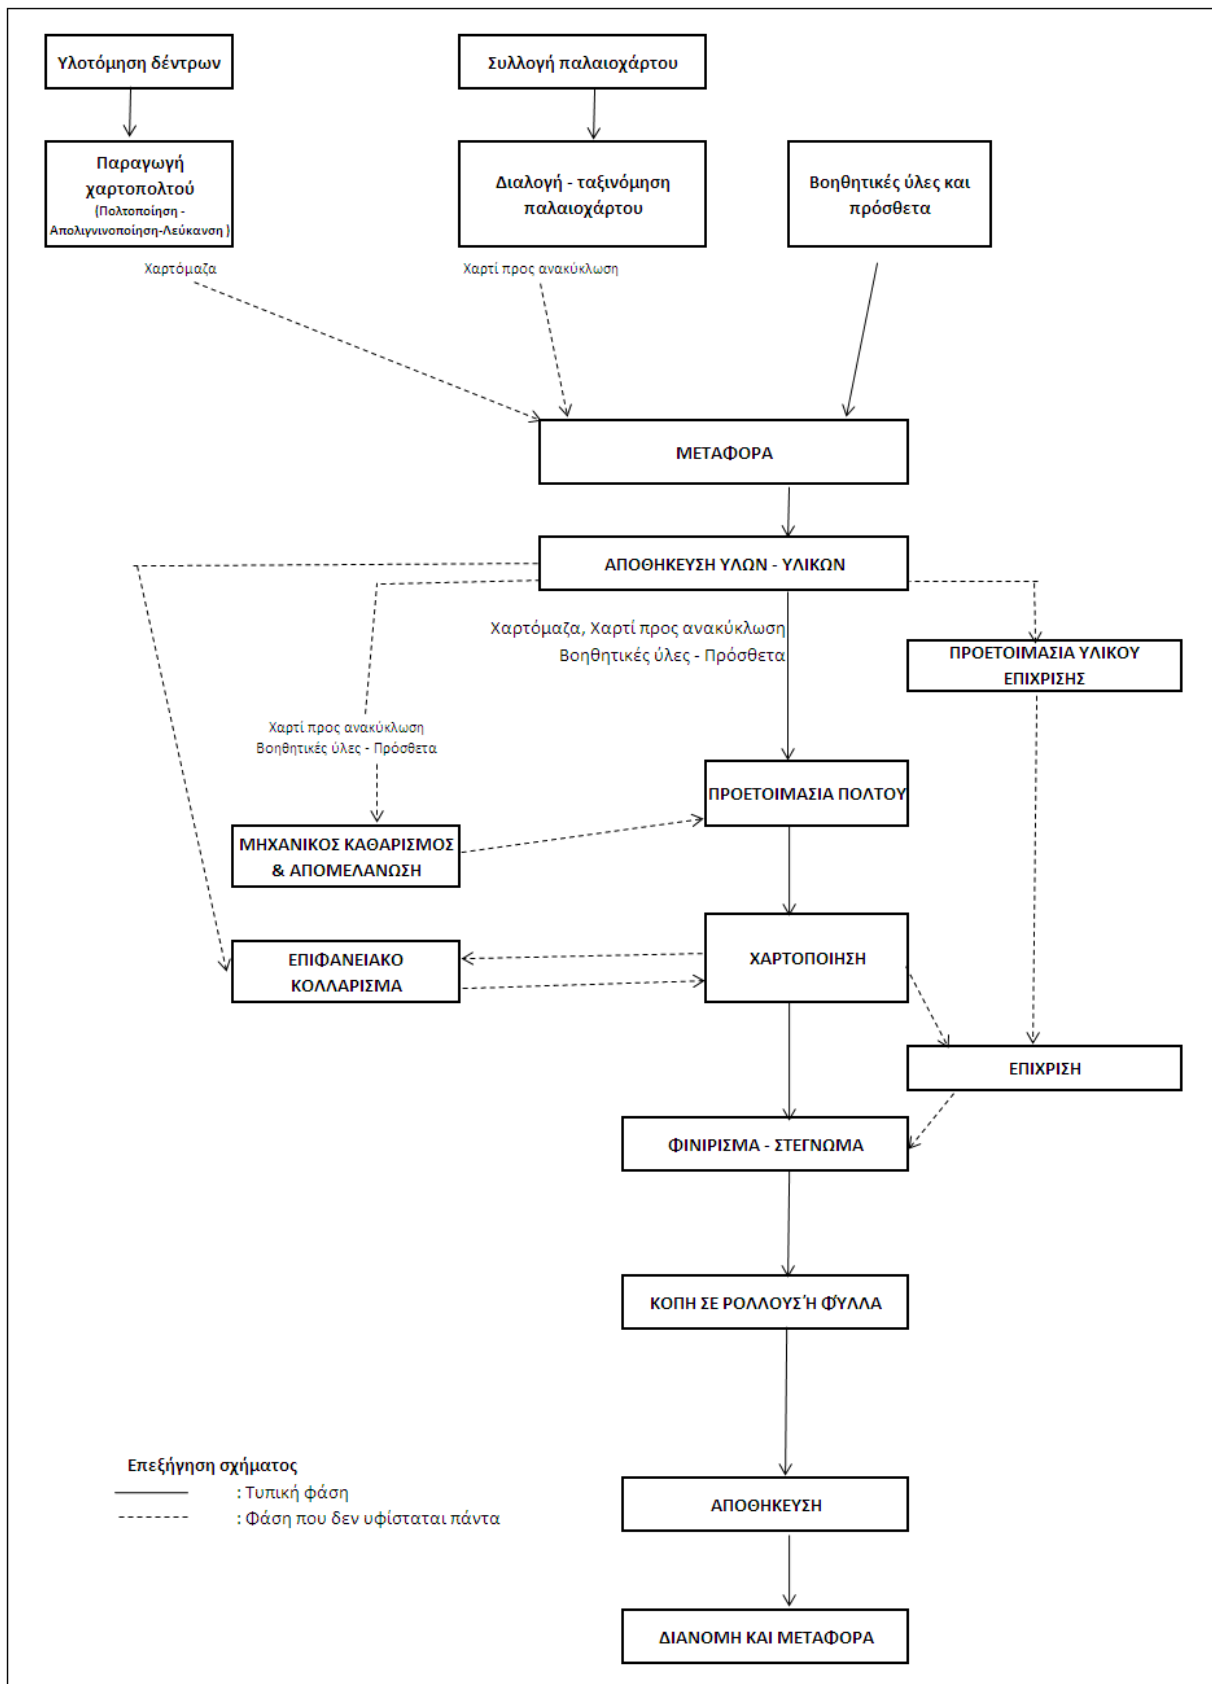 Υλοτόμηση δέντρων
Συλλογή παλαιοχάρτου
Παραγωγή
χαρτοπολτού
(Πολτοποίηση -
Απολιγνινοποίηση-Λεύκανση )
Διαλογή - ταξινόμηση
παλαιοχάρτου
Βοηθητικές ύλες και
πρόσθετα
Χαρτόμαζα
Χαρτί προς ανακύκλωση
ΜΕΤΑΦΟΡΑ
ΑΠΟΘΗΚΕΥΣΗ ΥΛΩΝ - ΥΛΙΚΩΝ
Χαρτόμαζα, Χαρτί προς ανακύκλωση
Βοηθητικές ύλες - Πρόσθετα
ΠΡΟΕΤΟΙΜΑΣΙΑ ΥΛΙΚΟΥ
ΕΠΙΧΡΙΣΗΣ
Χαρτί προς ανακύκλωση
Βοηθητικές ύλες - Πρόσθετα
ΠΡΟΕΤΟΙΜΑΣΙΑ ΠΟΛΤΟΥ
ΜΗΧΑΝΙΚΟΣ ΚΑΘΑΡΙΣΜΟΣ
& ΑΠΟΜΕΛΑΝΩΣΗ
ΕΠΙΦΑΝΕΙΑΚΟ
ΚΟΛΛΑΡΙΣΜΑ
ΧΑΡΤΟΠΟΙΗΣΗ
ΕΠΙΧΡΙΣΗ
ΦΙΝΙΡΙΣΜΑ - ΣΤΕΓΝΩΜΑ
ΚΟΠΗ ΣΕ ΡΟΛΛΟΥΣ Ή ΦΎΛΛΑ
Επεξήγηση σχήματος
: Τυπική φάση
: Φάση που δεν υφίσταται πάντα
ΑΠΟΘΗΚΕΥΣΗ
ΔΙΑΝΟΜΗ ΚΑΙ ΜΕΤΑΦΟΡΑ